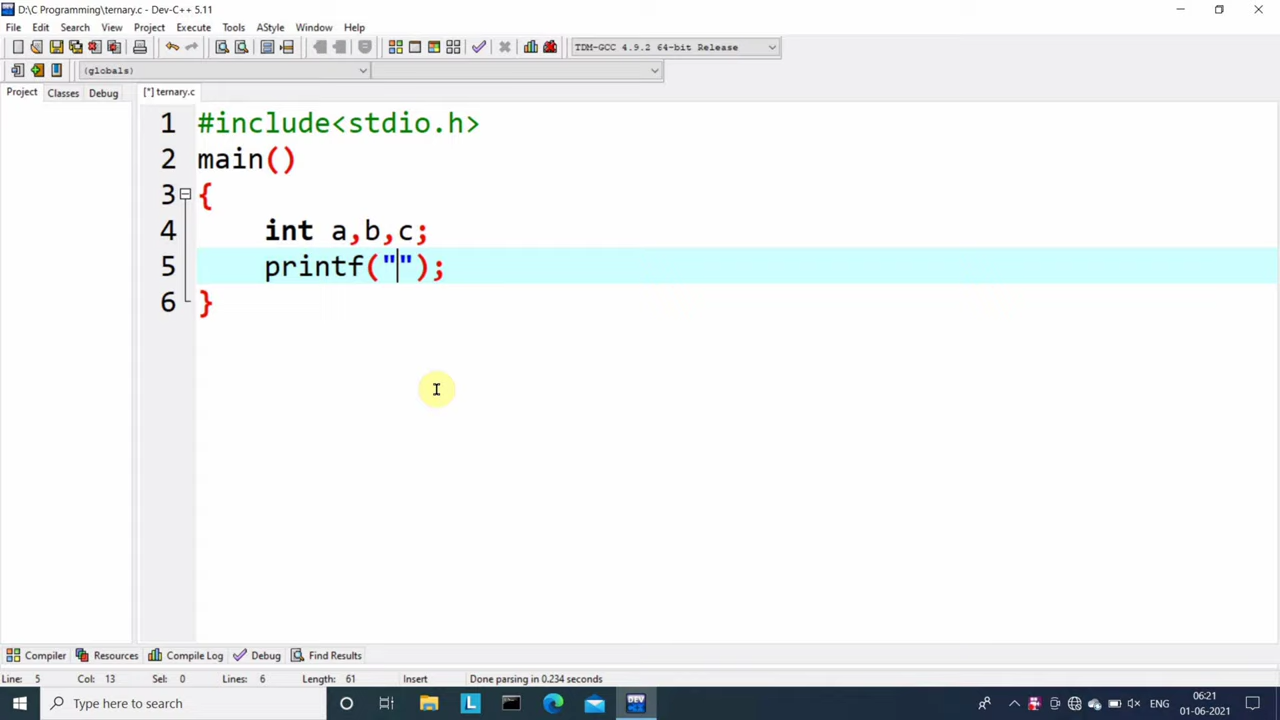 D:\C Programming\ternary.c - Dev-C++ 5.11
File Edit Search View Project Execute Tools AStyle Window Help
TDM-GCC 4.9.2 64-bit Release
(globals)
Project Classes Debug [*] ternary.c
1 #include<stdio.h>
2 main()
3 {
4 int a,b,c;
5 printf("");
6 }
Compiler Resources Compile Log Debug Find Results
Line: 5 Col: 13 Sel: 0 Lines: 6 Length: 61 Insert Done parsing in 0.234 seconds
Type here to search L DEV ENG 06:21
01-06-2021